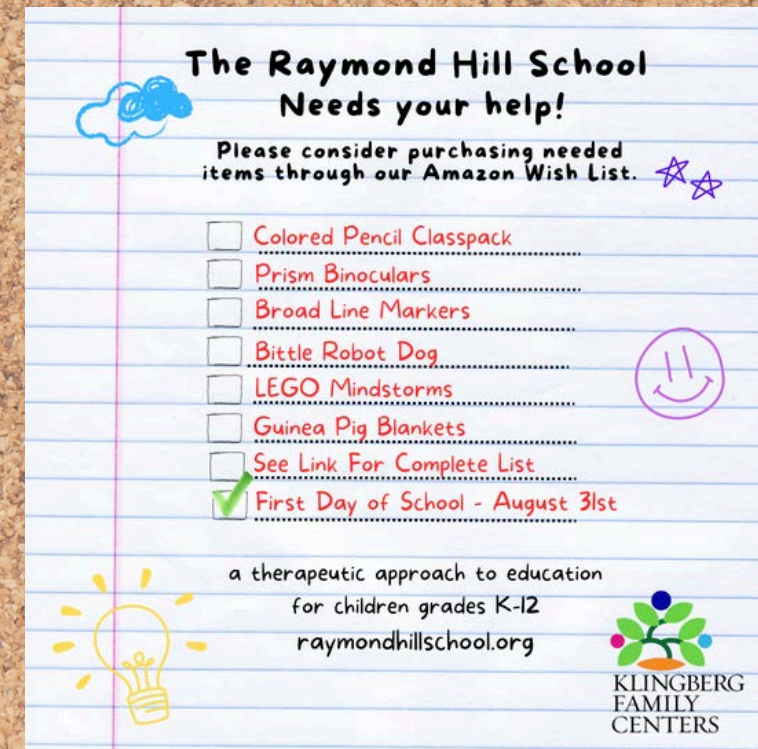 The Raymond Hill School
Needs your help!
Please consider purchasing needed
items through our Amazon Wish List.
Colored Pencil Classpack
Prism Binoculars
Broad Line Markers
Bittle Robot Dog
LEGO Mindstorms
Guinea Pig Blankets
See Link For Complete List
First Day of School - August 31st
a therapeutic approach to education
for children grades K-12
raymondhillschool.org
KLINGBERG
FAMILY
CENTERS